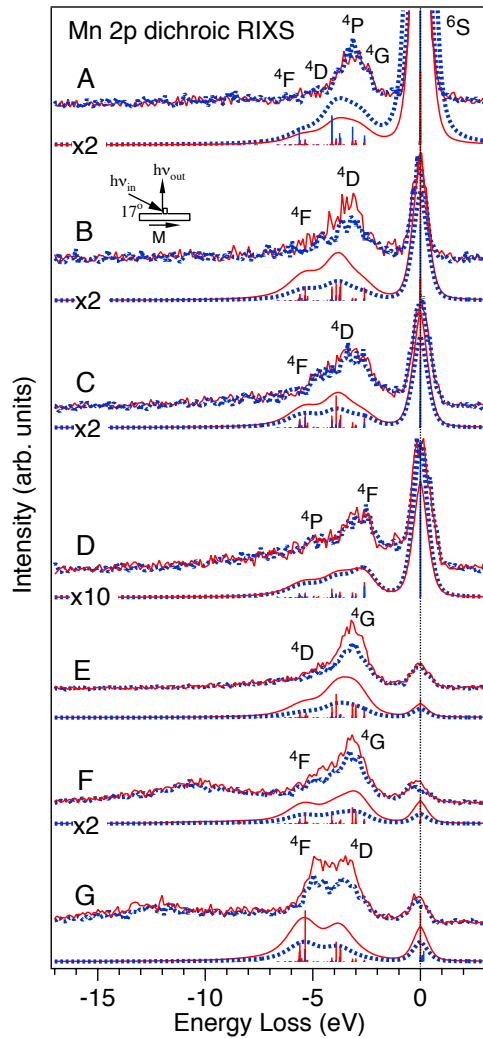 Mn 2p dichroic RIXS
⁶S
⁴P
⁴G
⁴D
⁴F
A
x2
hν_in
hν_out
17°
M
⁴D
⁴F
B
x2
⁴D
⁴F
C
x2
⁴F
⁴P
D
x10
⁴G
⁴D
E
⁴G
⁴F
F
x2
⁴F
⁴D
G
Intensity (arb. units)
-15
-10
-5
0
Energy Loss (eV)